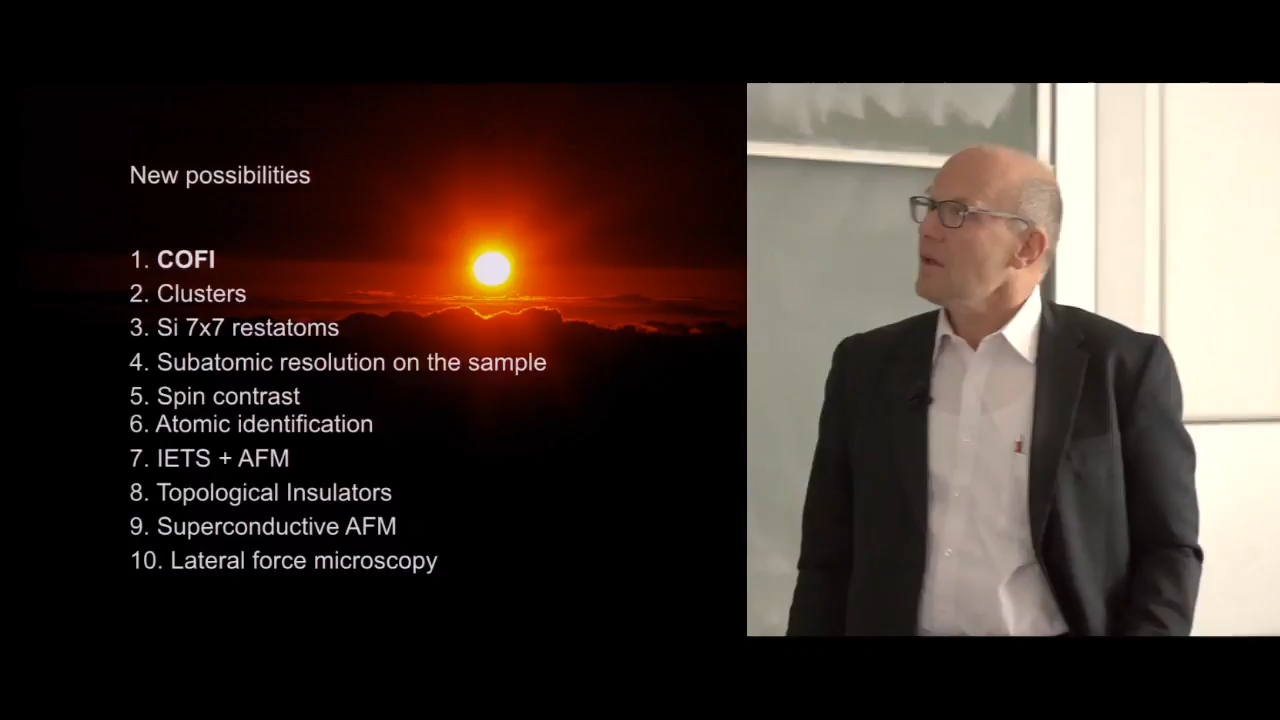 New possibilities
1. COFI
2. Clusters
3. Si 7x7 restatoms
4. Subatomic resolution on the sample
5. Spin contrast
6. Atomic identification
7. IETS + AFM
8. Topological Insulators
9. Superconductive AFM
10. Lateral force microscopy